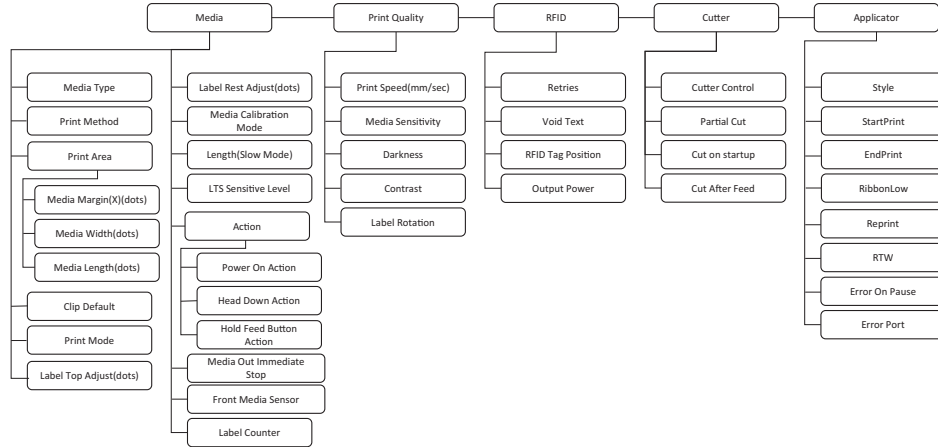 Media
Print Quality
RFID
Cutter
Applicator
Media Type
Print Method
Print Area
Media Margin(X)(dots)
Media Width(dots)
Media Length(dots)
Clip Default
Print Mode
Label Top Adjust(dots)
Label Rest Adjust(dots)
Media Calibration
Mode
Length(Slow Mode)
LTS Sensitive Level
Action
Power On Action
Head Down Action
Hold Feed Button
Action
Media Out Immediate
Stop
Front Media Sensor
Label Counter
Print Speed(mm/sec)
Media Sensitivity
Darkness
Contrast
Label Rotation
Retries
Void Text
RFID Tag Position
Output Power
Cutter Control
Partial Cut
Cut on startup
Cut After Feed
Style
StartPrint
EndPrint
RibbonLow
Reprint
RTW
Error On Pause
Error Port